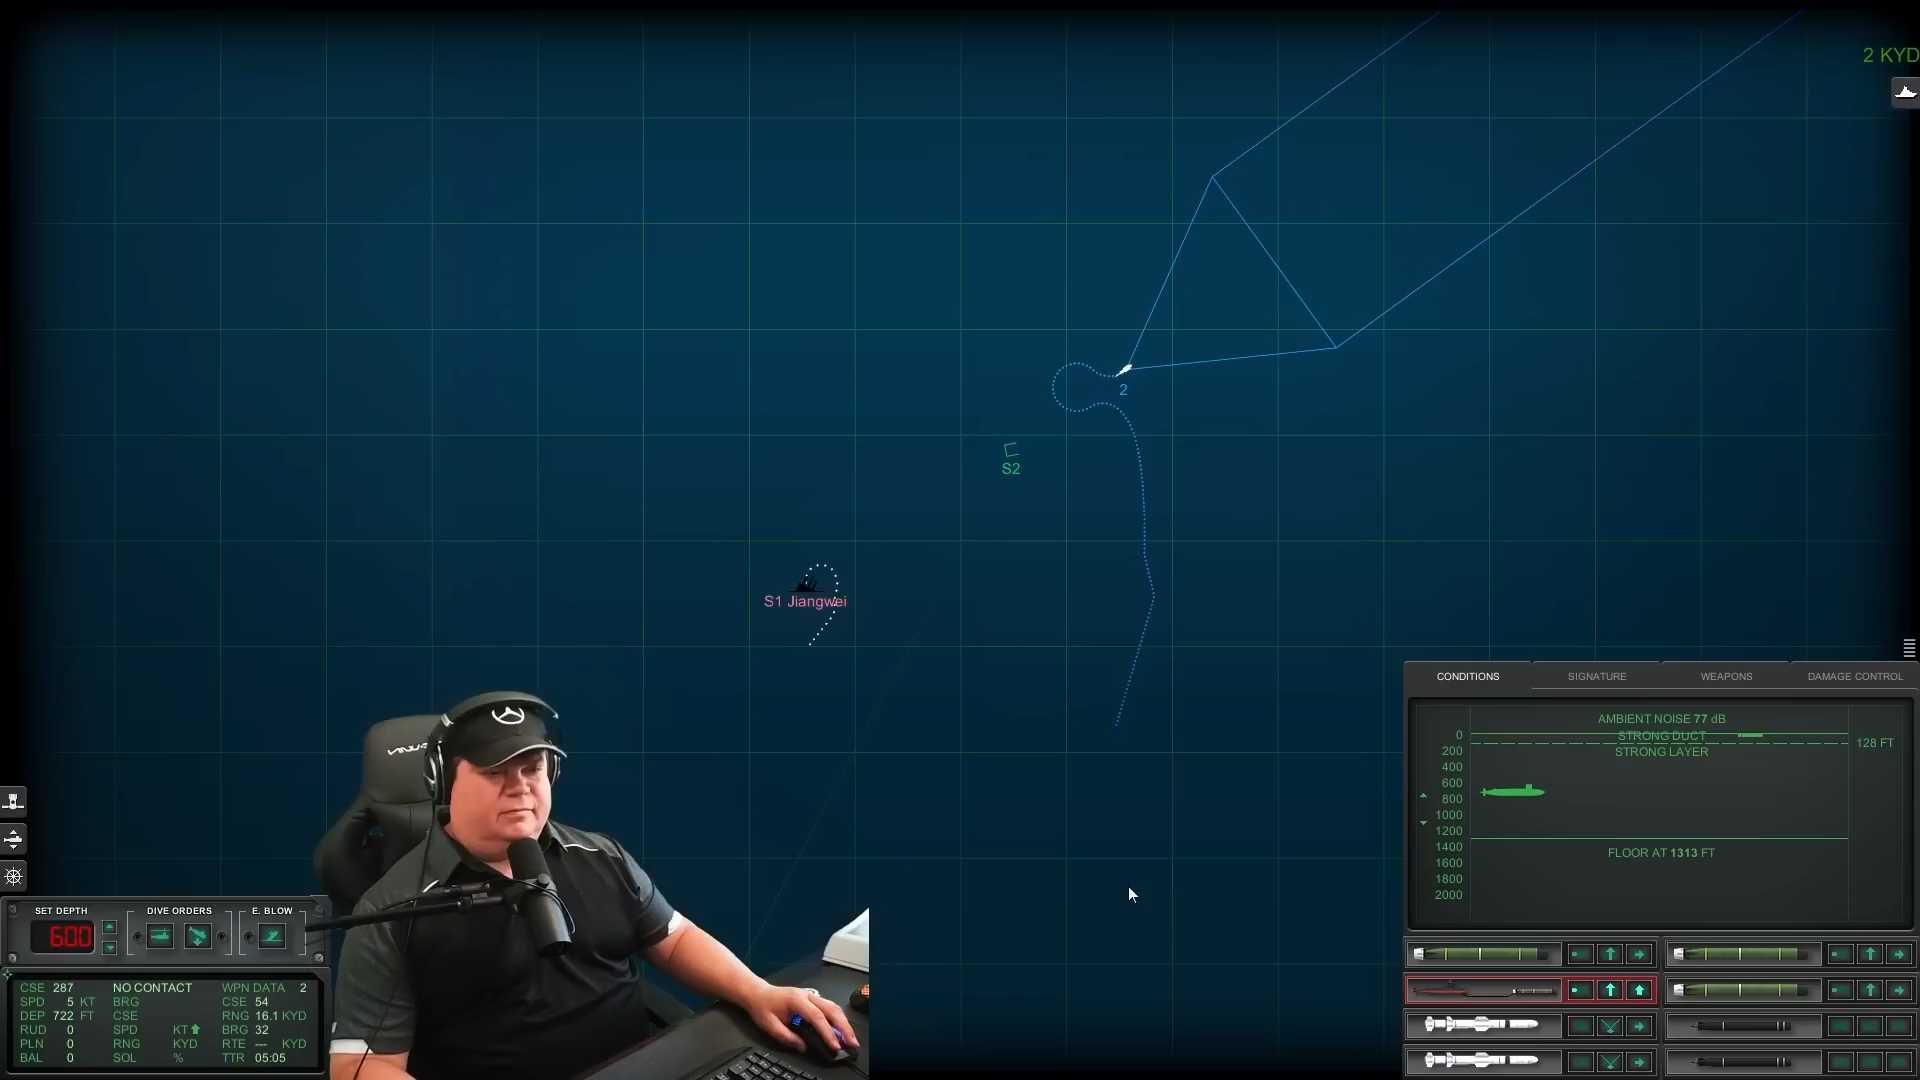 2 KYD
2
S2
S1 Jiangwei
CONDITIONS SIGNATURE WEAPONS DAMAGE CONTROL
AMBIENT NOISE 77 dB
0 STRONG DUCT
128 FT
200 STRONG LAYER
400
600
800
1000
1200
1400 FLOOR AT 1313 FT
1600
1800
2000
SET DEPTH DIVE ORDERS E. BLOW
600
CSE 287 NO CONTACT WPN DATA 2
SPD 5 KT BRG CSE 54
DEP 722 FT CSE RNG 16.1 KYD
RUD 0 SPD KT BRG 32
PLN 0 RNG KYD RTE --- KYD
BAL 0 SOL % TTR 05:05